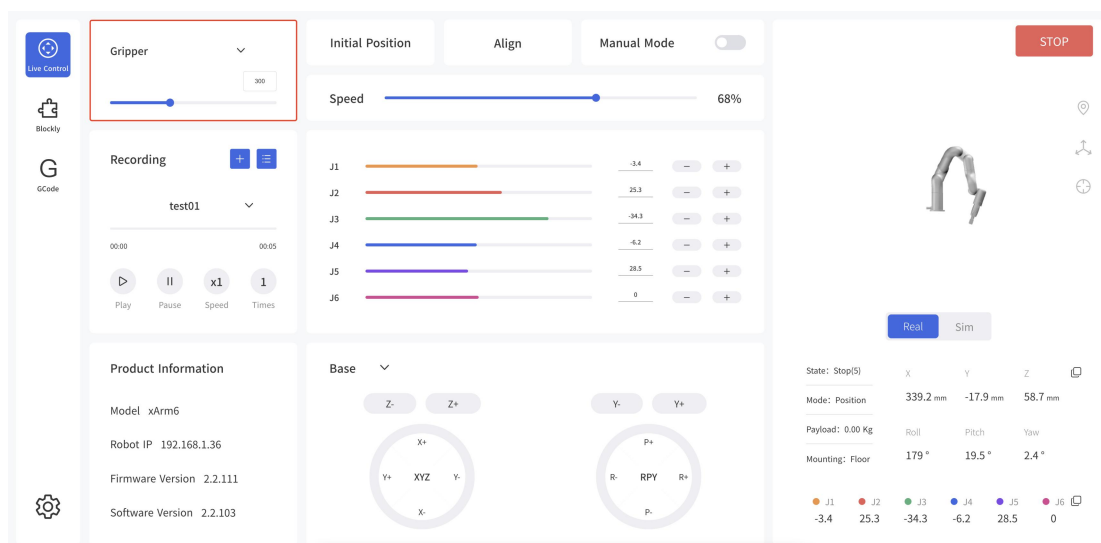 Live Control
Blockly
G
GCode
Gripper
300
Initial Position
Align
Manual Mode
STOP
Speed
68%
Recording
+
test01
00:00
00:05
x1
1
Play
Pause
Speed
Times
J1
-3.4
－
+
J2
25.3
－
+
J3
-34.3
－
+
J4
-6.2
－
+
J5
28.5
－
+
J6
0
－
+
Real
Sim
Product Information
Model xArm6
Robot IP 192.168.1.36
Firmware Version 2.2.111
Software Version 2.2.103
Base
Z-
Z+
X+
Y+
XYZ
Y-
X-
Y-
Y+
P+
R-
RPY
R+
P-
State: Stop(5)
Mode: Position
Payload: 0.00 Kg
Mounting: Floor
X Y Z
339.2 mm -17.9 mm 58.7 mm
Roll Pitch Yaw
179 ° 19.5 ° 2.4 °
J1 J2 J3 J4 J5 J6
-3.4 25.3 -34.3 -6.2 28.5 0